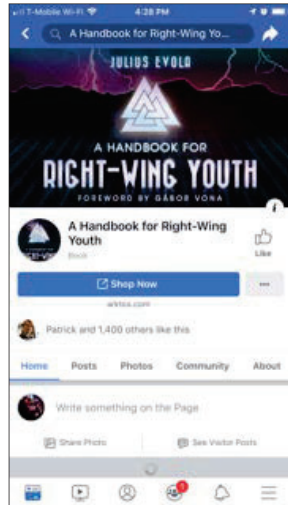 T-Mobile Wi-Fi 4:28 PM
A Handbook for Right-Wing Yo...
JULIUS EVOLA
A HANDBOOK FOR
RIGHT-WING YOUTH
FOREWORD BY GÁBOR VONA
A Handbook for Right-Wing
Youth
Book
Like
Shop Now
arktos.com
Patrick and 1,400 others like this
Home Posts Photos Community About
Write something on the Page
Share Photo See Visitor Posts
1